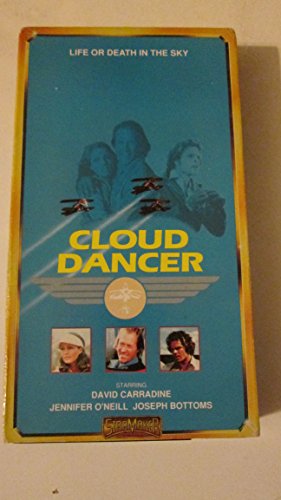 LIFE OR DEATH IN THE SKY
CLOUD
DANCER
STARRING
DAVID CARRADINE
JENNIFER O'NEILL JOSEPH BOTTOMS
STARMAKER